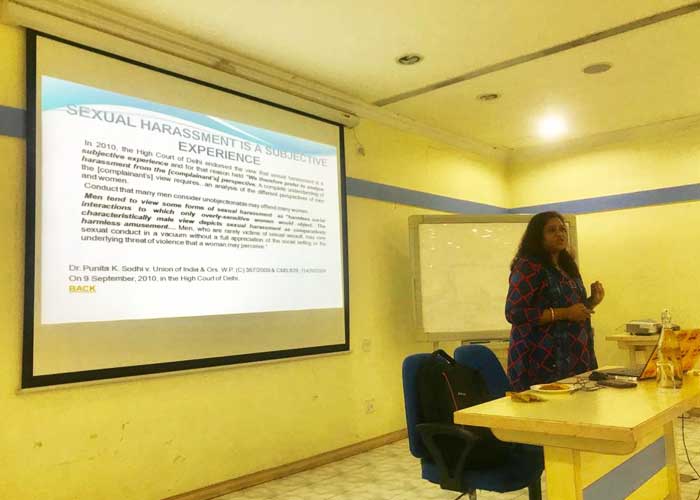 SEXUAL HARASSMENT IS A SUBJECTIVE
EXPERIENCE
In 2010, the High Court of Delhi endorsed the view that sexual harassment is a
subjective experience and for that reason held "We therefore prefer to analyze
harassment from the [complainant's] perspective. A complete understanding of
the [complainant's] view requires... an analysis of the different perspectives of men
and women.
Conduct that many men consider unobjectionable may offend many women.
Men tend to view some forms of sexual harassment as "harmless social
interactions to which only overly-sensitive women would object. The
characteristically male view depicts sexual harassment as comparatively
harmless amusement.... Men, who are rarely victims of sexual assault, may view
sexual conduct in a vacuum without a full appreciation of the social setting or the
underlying threat of violence that a woman may perceive."
Dr. Punita K. Sodhi v. Union of India & Ors. W.P. (C) 367/2009 & CMS
On 9 September, 2010, in the High Court of Delhi.
BACK